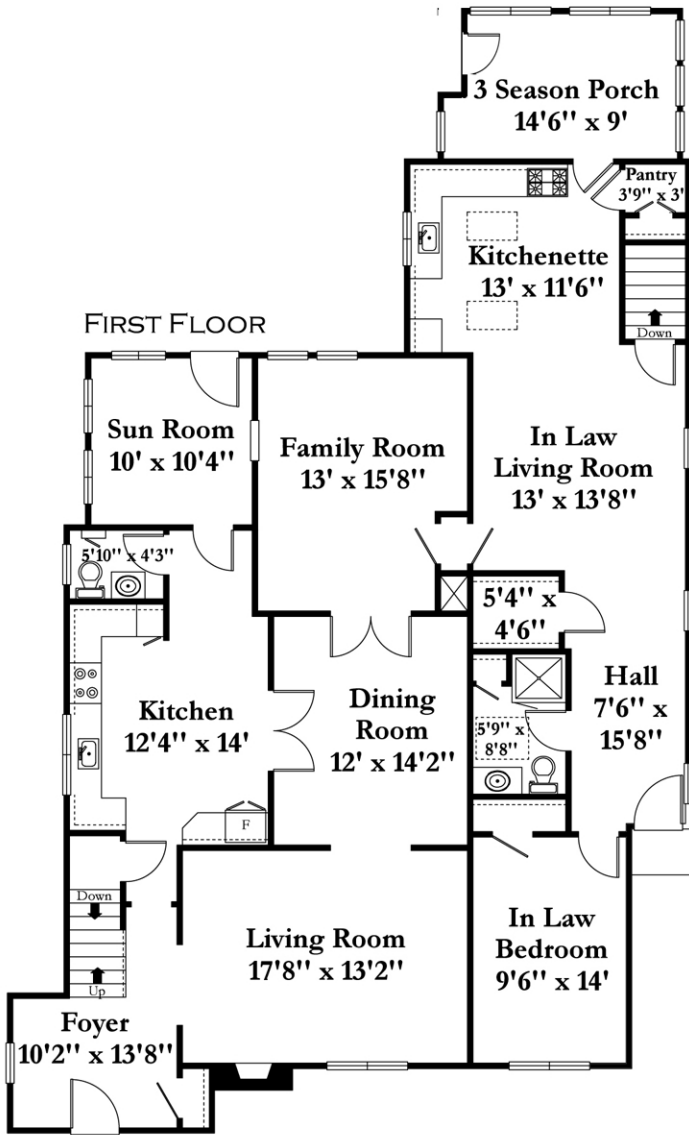 3 Season Porch
14'6'' x 9'
Pantry
3'9'' x 3'
Kitchenette
13' x 11'6''
Down
FIRST FLOOR
Sun Room
10' x 10'4''
Family Room
13' x 15'8''
In Law
Living Room
13' x 13'8''
5'10'' x 4'3''
5'4'' x
4'6''
Hall
7'6'' x
15'8''
Kitchen
12'4'' x 14'
Dining
Room
12' x 14'2''
5'9'' x
8'8''
F
Down
Up
Living Room
17'8'' x 13'2''
In Law
Bedroom
9'6'' x 14'
Foyer
10'2'' x 13'8''